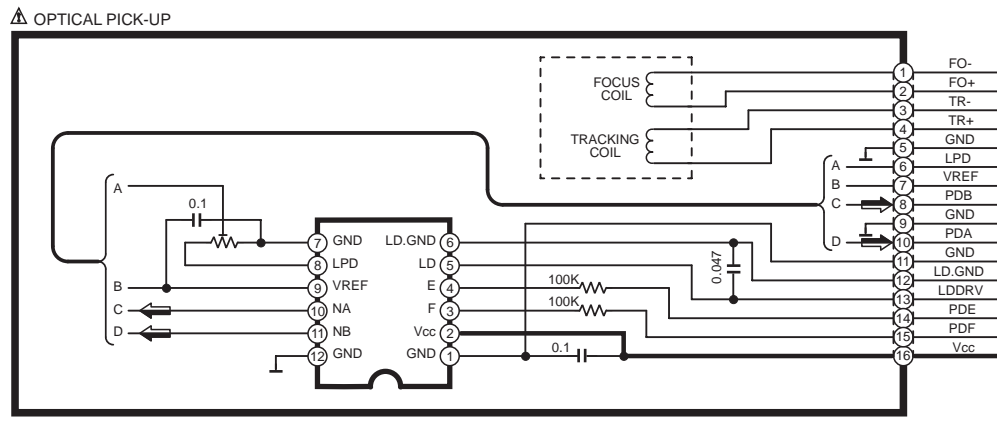 ⚠ OPTICAL PICK-UP
FOCUS
COIL
TRACKING
COIL
1 FO-
2 FO+
3 TR-
4 TR+
5 GND
A 6 LPD
B 7 VREF
C 8 PDB
9 GND
D 10 PDA
11 GND
12 LD.GND
13 LDDRV
14 PDE
15 PDF
16 Vcc
A
0.1
B
C
D
7 GND LD.GND 6
8 LPD LD 5
9 VREF E 4
10 NA F 3
11 NB Vcc 2
12 GND GND 1
100K
100K
0.1
0.047